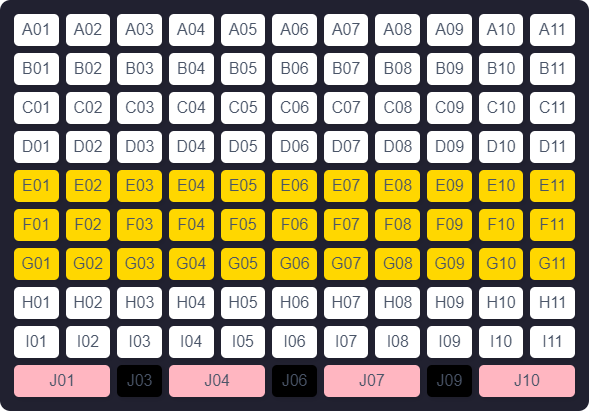 A01 A02 A03 A04 A05 A06 A07 A08 A09 A10 A11
B01 B02 B03 B04 B05 B06 B07 B08 B09 B10 B11
C01 C02 C03 C04 C05 C06 C07 C08 C09 C10 C11
D01 D02 D03 D04 D05 D06 D07 D08 D09 D10 D11
E01 E02 E03 E04 E05 E06 E07 E08 E09 E10 E11
F01 F02 F03 F04 F05 F06 F07 F08 F09 F10 F11
G01 G02 G03 G04 G05 G06 G07 G08 G09 G10 G11
H01 H02 H03 H04 H05 H06 H07 H08 H09 H10 H11
I01 I02 I03 I04 I05 I06 I07 I08 I09 I10 I11
J01 J03 J04 J06 J07 J09 J10